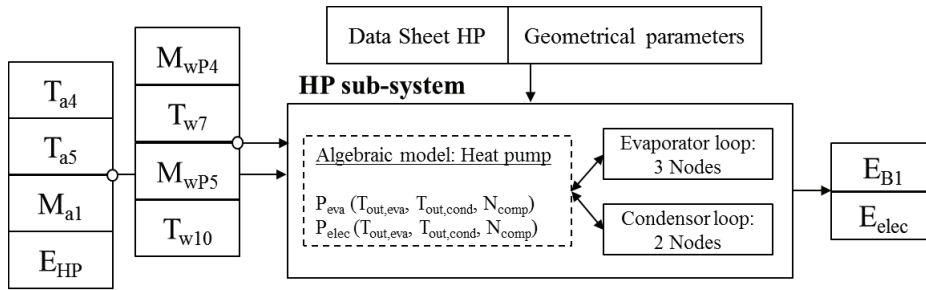 Data Sheet HP
Geometrical parameters
HP sub-system
T_a4
T_a5
M_a1
E_HP
M_wP4
T_w7
M_wP5
T_w10
Algebraic model: Heat pump
P_eva (T_out,eva, T_out,cond, N_comp)
P_elec (T_out,eva, T_out,cond, N_comp)
Evaporator loop:
3 Nodes
Condensor loop:
2 Nodes
E_B1
E_elec